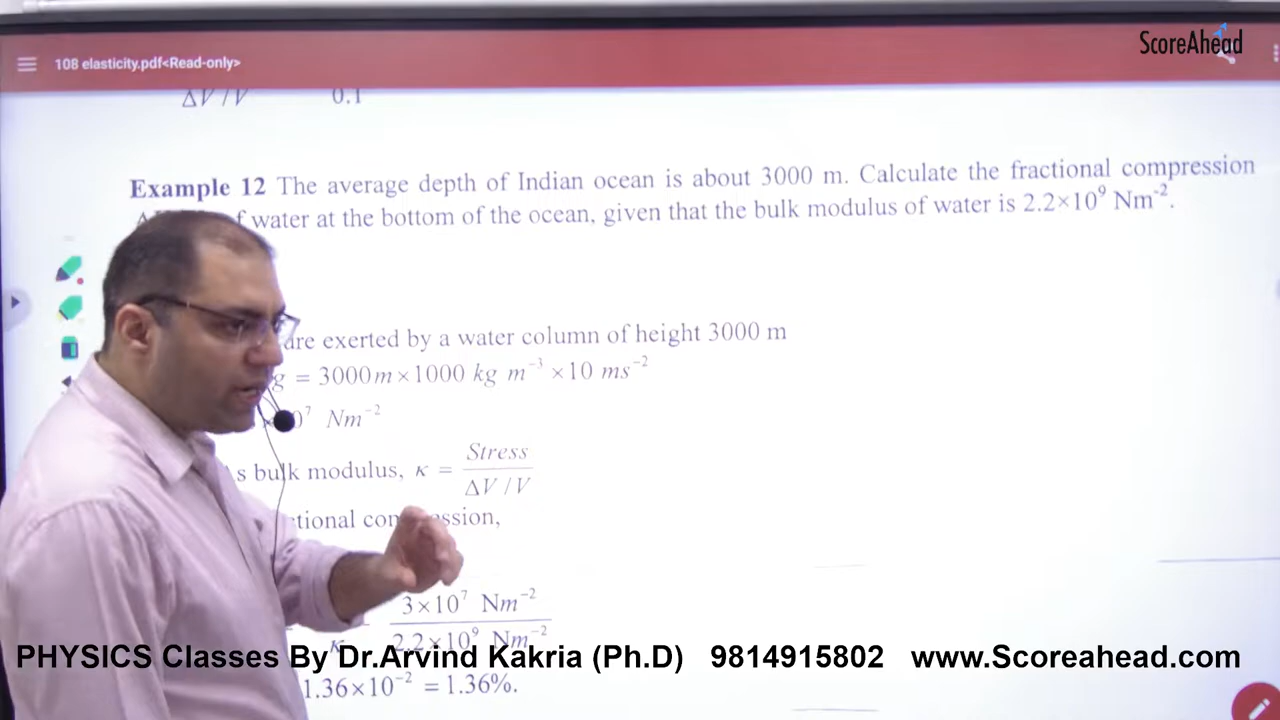 ScoreAhead
108 elasticity.pdf<Read-only>
ΔV/V 0.1
Example 12 The average depth of Indian ocean is about 3000 m. Calculate the fractional compression
of water at the bottom of the ocean, given that the bulk modulus of water is 2.2×10⁹ Nm⁻².
exerted by a water column of height 3000 m
g = 3000m×1000 kg m⁻³ ×10 ms⁻²
Nm⁻²
bulk modulus, κ = Stress
ΔV/V
3×10⁷ Nm⁻²
κ 2.2×10⁹ Nm⁻²
PHYSICS Classes By Dr.Arvind Kakria (Ph.D) 9814915802 www.Scoreahead.com
1.36×10⁻² = 1.36%.